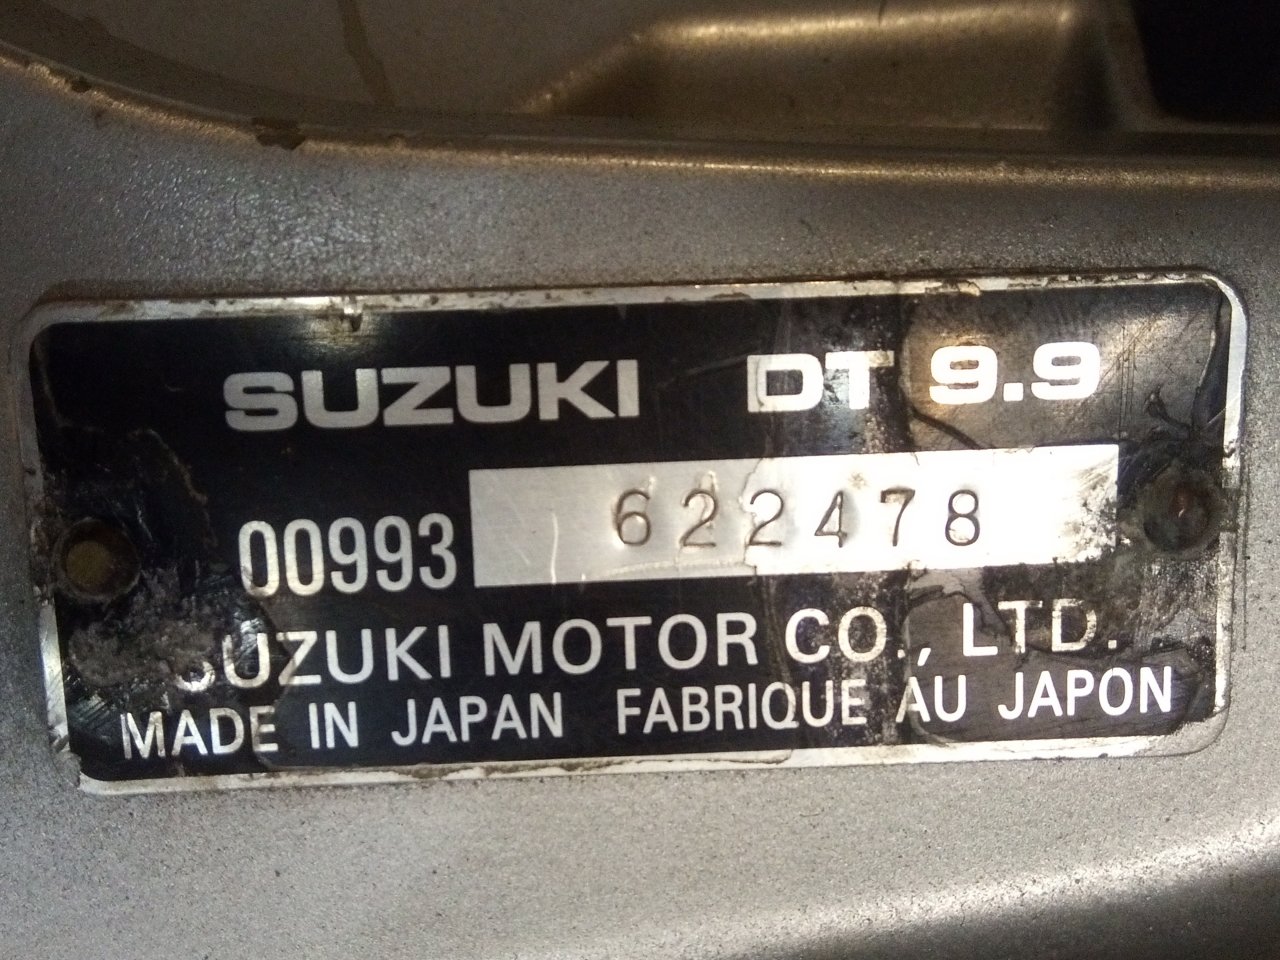 SUZUKI DT 9.9
00993 622478
SUZUKI MOTOR CO., LTD.
MADE IN JAPAN FABRIQUE AU JAPON